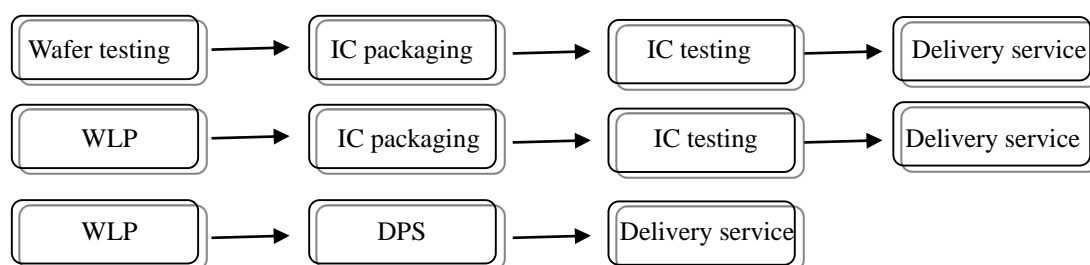 Wafer testing IC packaging IC testing Delivery service
WLP IC packaging IC testing Delivery service
WLP DPS Delivery service